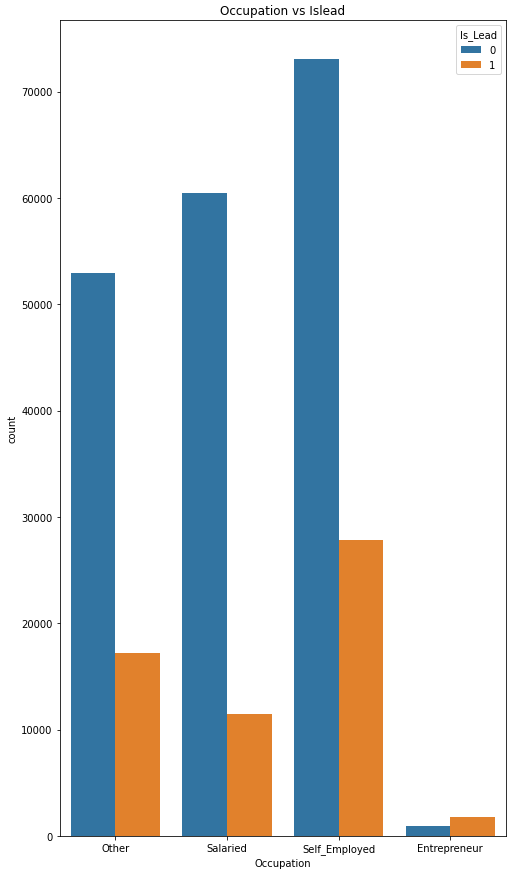 Occupation vs Islead
Is_Lead
0
1
70000
60000
50000
40000
30000
20000
10000
0
count
Other Salaried Self_Employed Entrepreneur
Occupation